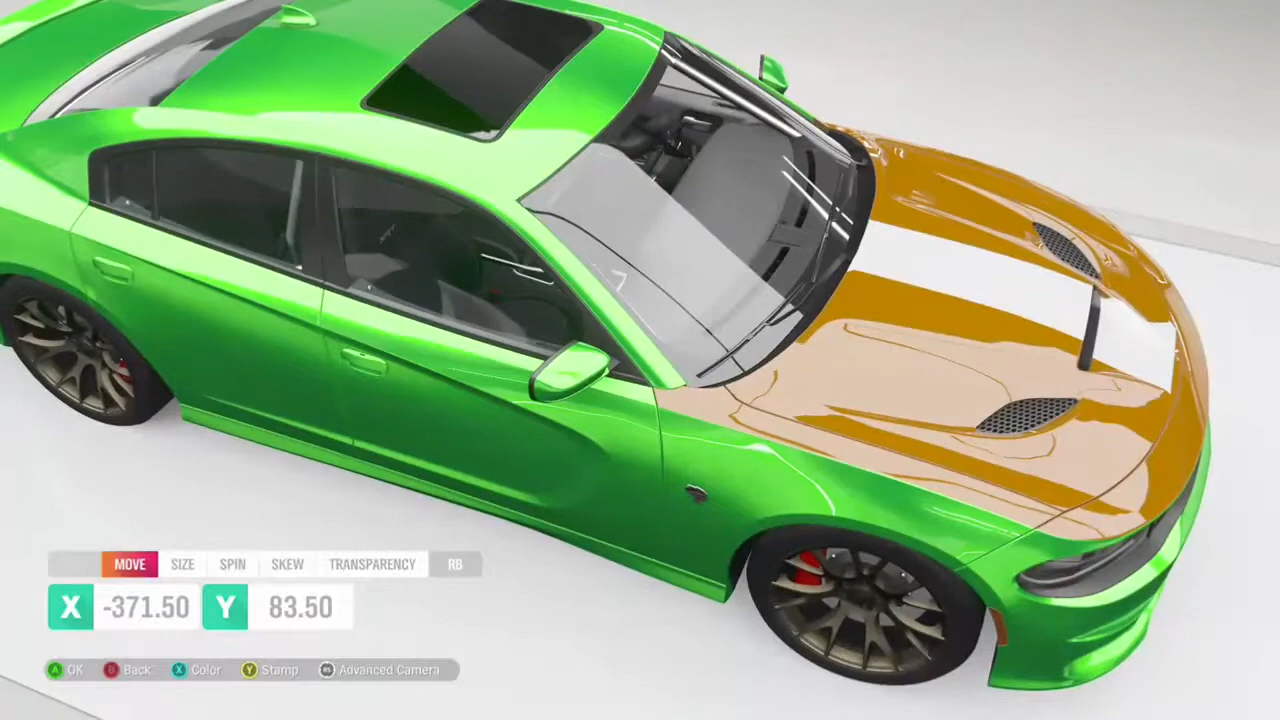 MOVE SIZE SPIN SKEW TRANSPARENCY RB
X -371.50 Y 83.50
A OK B Back X Color Y Stamp RS Advanced Camera